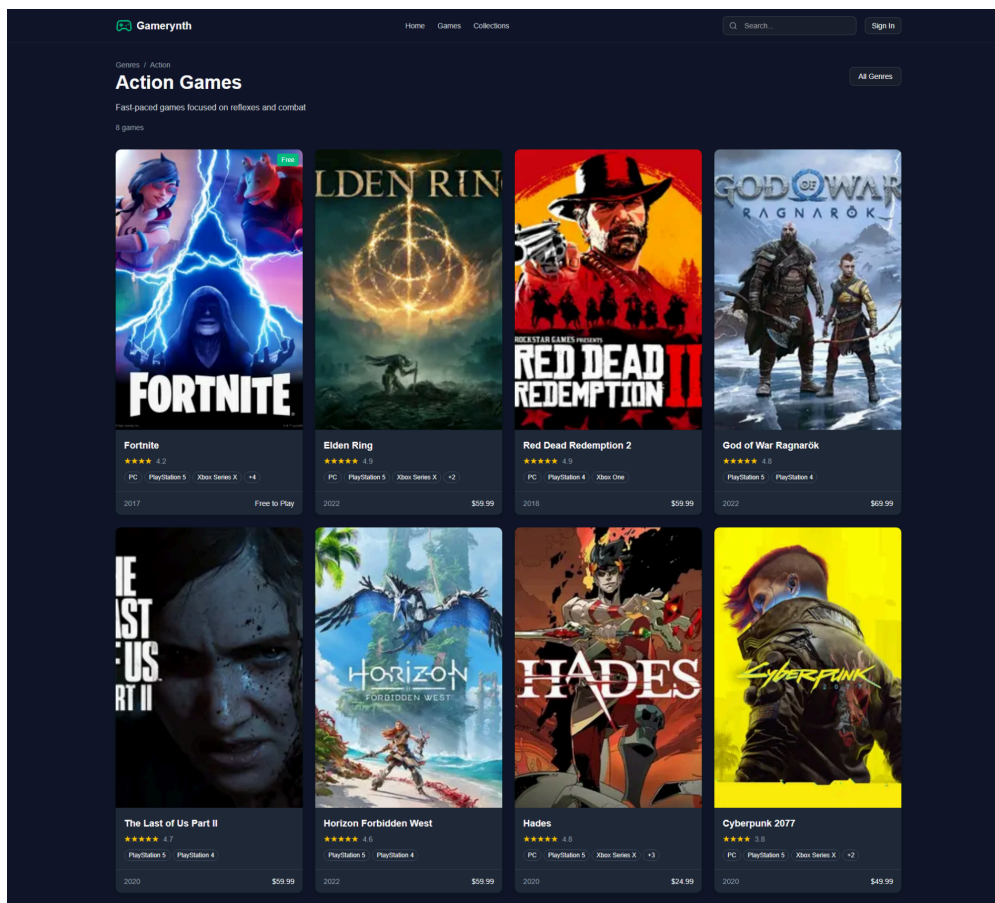 Gamerynth
Home Games Collections
Search...
Sign In
Genres / Action
Action Games
All Genres
Fast-paced games focused on reflexes and combat
8 games
Free
FORTNITE
LDEN RIN
ROCKSTAR GAMES PRESENTS
RED DEAD
REDEMPTION II
GOD OF WAR
RAGNARÖK
Fortnite
4.2
PC PlayStation 5 Xbox Series X +4
2017 Free to Play
Elden Ring
4.9
PC PlayStation 5 Xbox Series X +2
2022 $59.99
Red Dead Redemption 2
4.9
PC PlayStation 4 Xbox One
2018 $59.99
God of War Ragnarök
4.8
PlayStation 5 PlayStation 4
2022 $69.99
HE
AST
F US
RT II
HORIZON
FORBIDDEN WEST
HADES
Cyberpunk
The Last of Us Part II
4.7
PlayStation 5 PlayStation 4
2020 $59.99
Horizon Forbidden West
4.6
PlayStation 5 PlayStation 4
2022 $59.99
Hades
4.8
PC PlayStation 5 Xbox Series X +3
2020 $24.99
Cyberpunk 2077
3.8
PC PlayStation 5 Xbox Series X +2
2020 $49.99